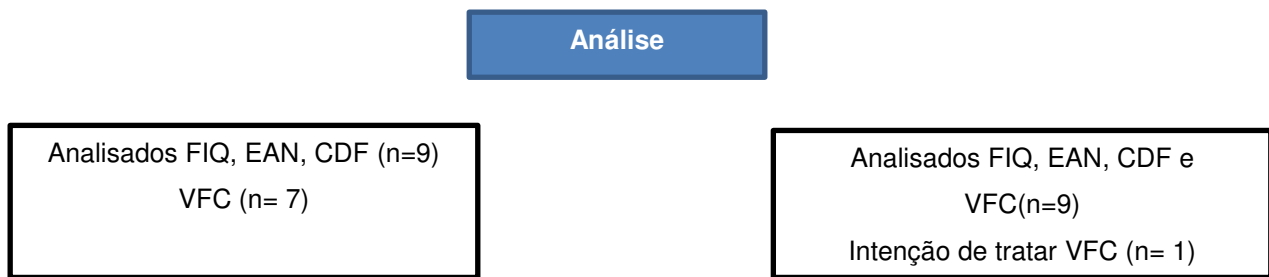 Análise
Analisados FIQ, EAN, CDF (n=9)
VFC (n= 7)
Analisados FIQ, EAN, CDF e
VFC(n=9)
Intenção de tratar VFC (n= 1)